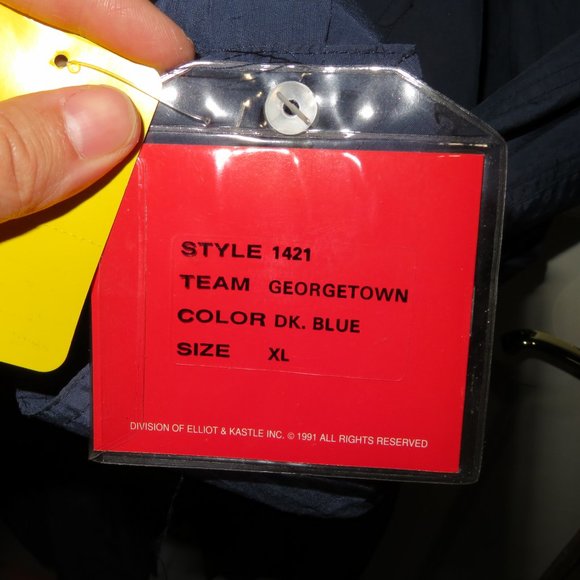 STYLE 1421
TEAM GEORGETOWN
COLOR DK. BLUE
SIZE XL
DIVISION OF ELLIOT & KASTLE INC. © 1991 ALL RIGHTS RESERVED